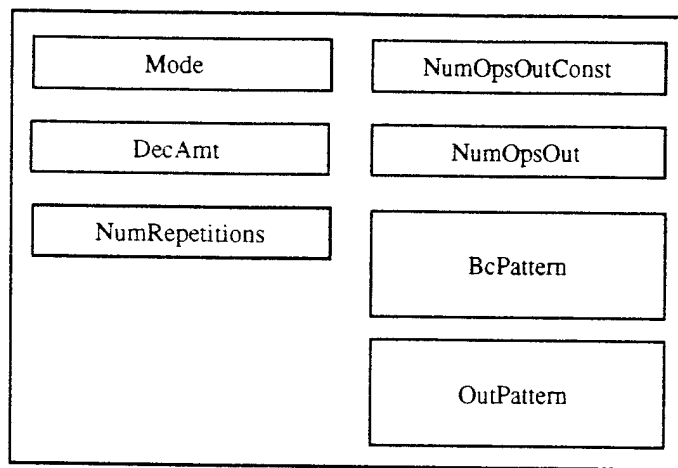 Mode
DecAmt
NumRepetitions
NumOpsOutConst
NumOpsOut
BcPattern
OutPattern